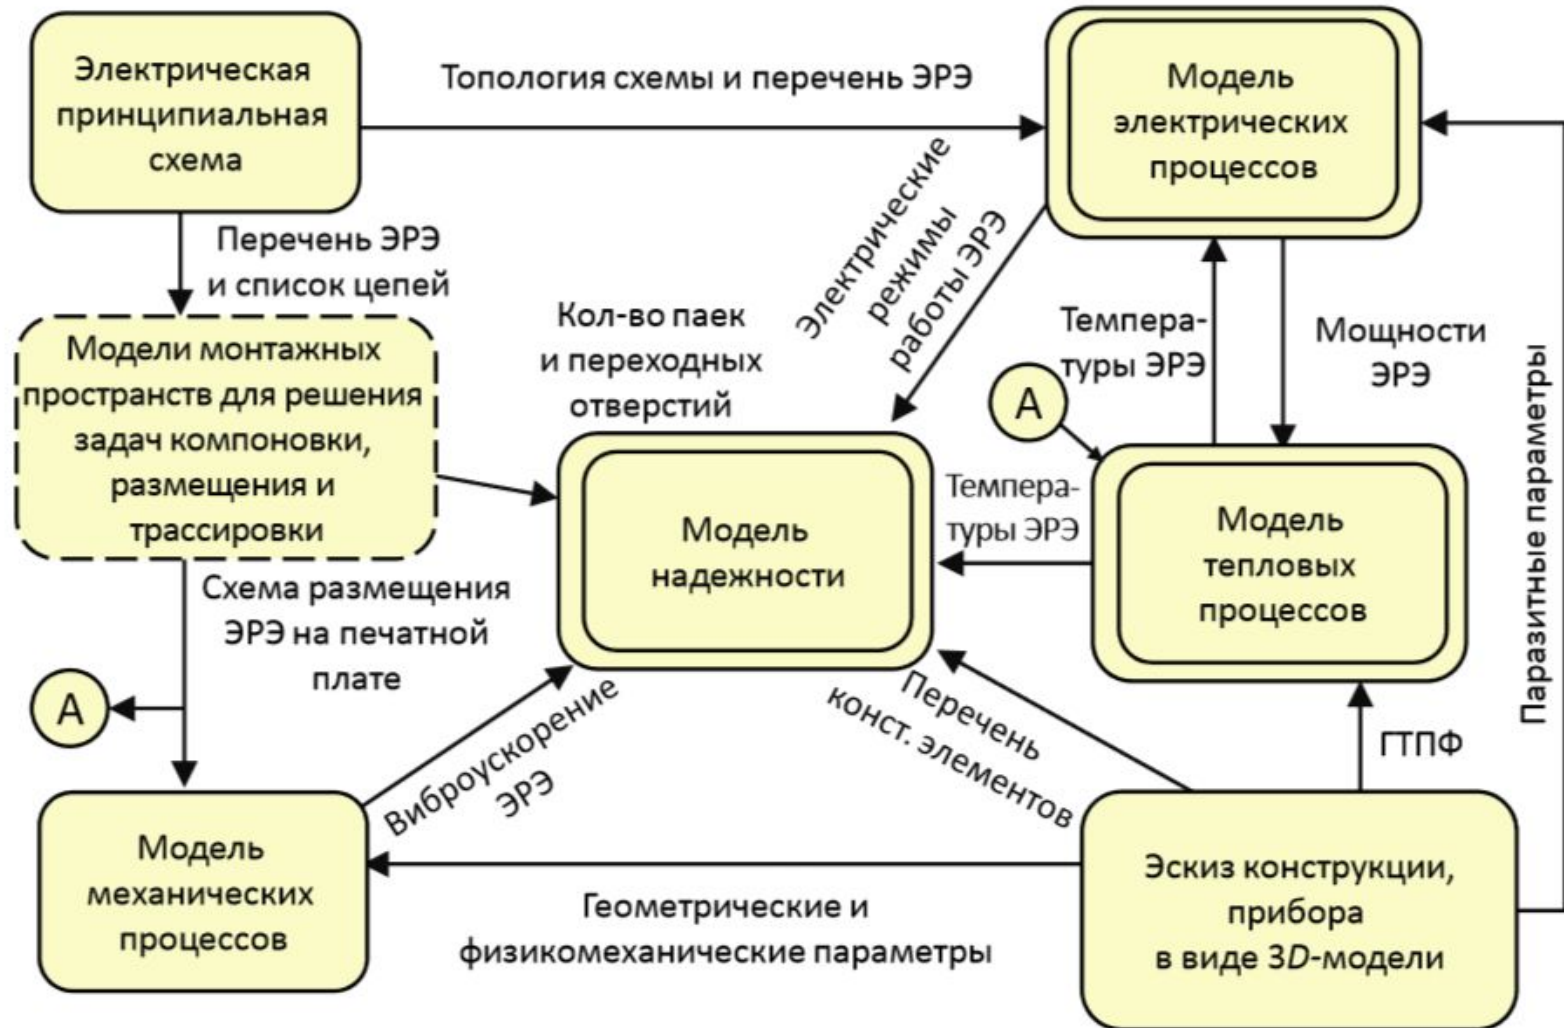 Электрическая
принципиальная
схема
Топология схемы и перечень ЭРЭ
Модель
электрических
процессов
Перечень ЭРЭ
и список цепей
Электрические
режимы
работы ЭРЭ
Кол-во паек
и переходных
отверстий
Темпера-
туры ЭРЭ
Мощности
ЭРЭ
Паразитные параметры
Модели монтажных
пространств для решения
задач компоновки,
размещения и
трассировки
А
Модель
надежности
Темпера-
туры ЭРЭ
Модель
тепловых
процессов
Схема размещения
ЭРЭ на печатной
плате
А
Виброускорение
ЭРЭ
Перечень
конст. элементов
ГТПФ
Модель
механических
процессов
Геометрические и
физикомеханические параметры
Эскиз конструкции,
прибора
в виде 3D-модели